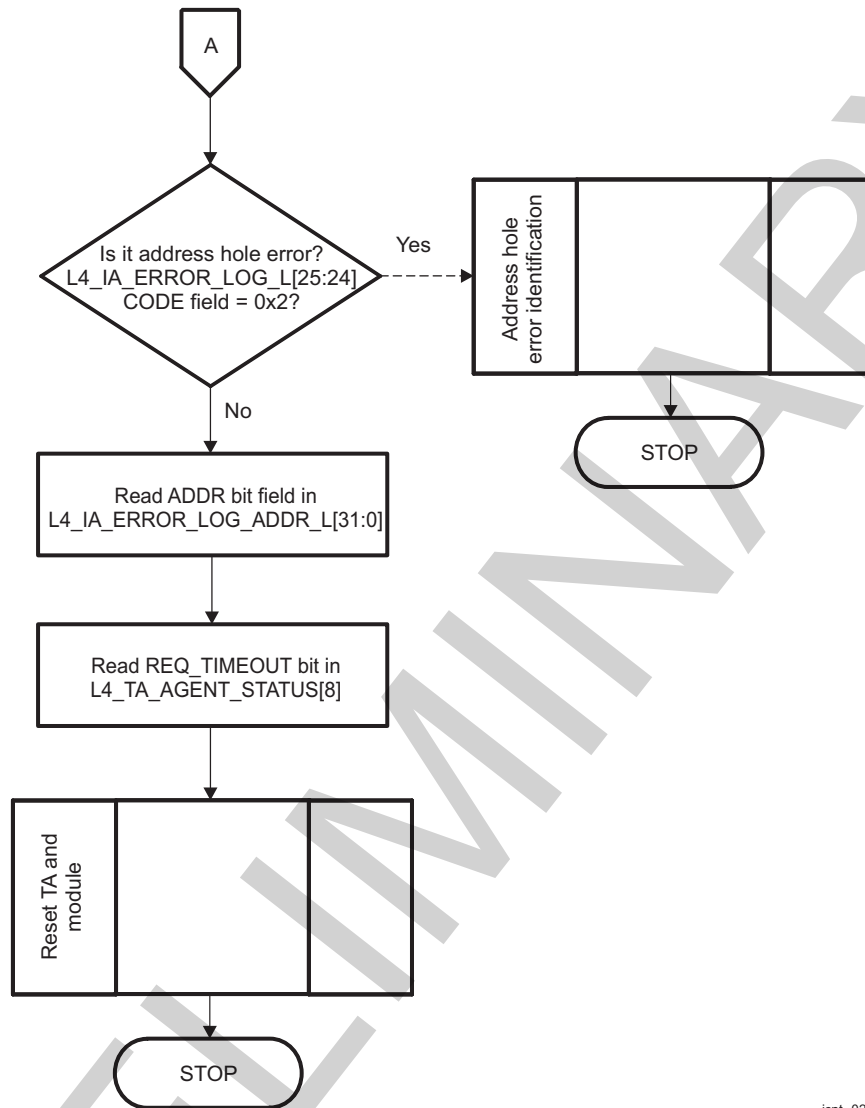 A
Is it address hole error?
L4_IA_ERROR_LOG_L[25:24]
CODE field = 0x2?
Yes
Address hole
error identification
STOP
No
Read ADDR bit field in
L4_IA_ERROR_LOG_ADDR_L[31:0]
Read REQ_TIMEOUT bit in
L4_TA_AGENT_STATUS[8]
Reset TA and
module
STOP